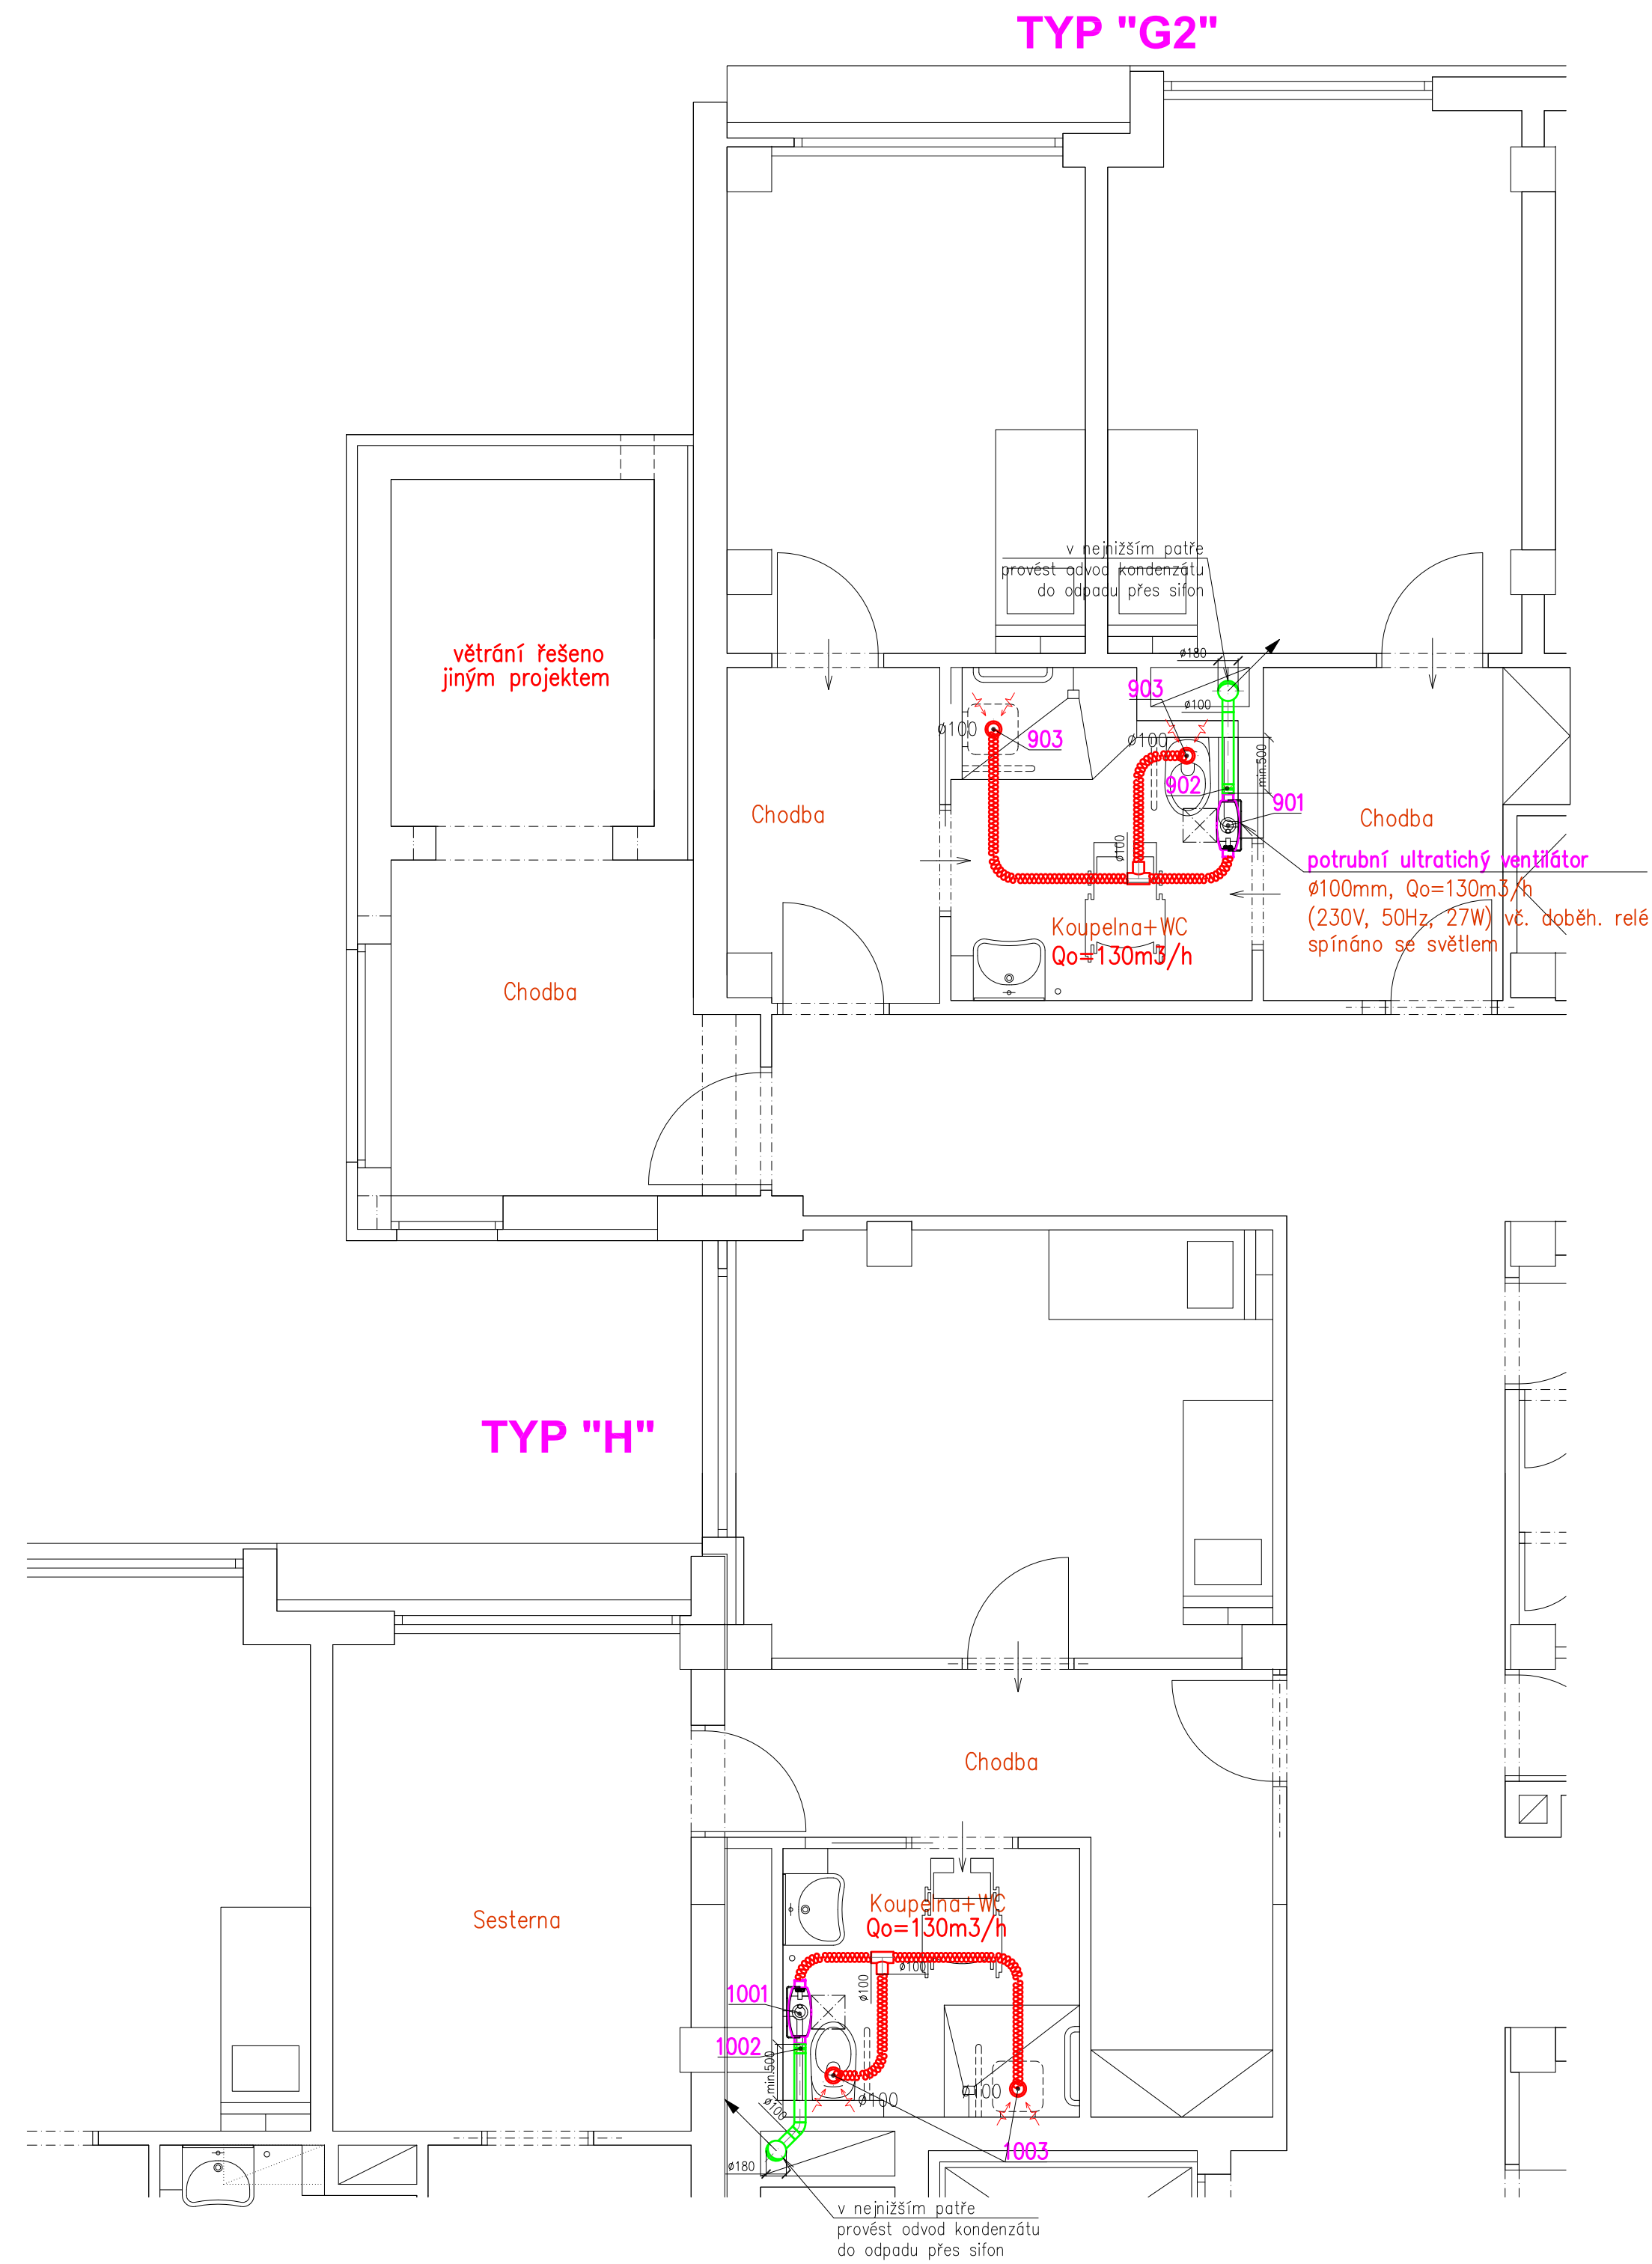 TYP "G2"
v nejnižším patře
provést odvod kondenzátu
do odpadu přes sifon
větrání řešeno
jiným projektem
ø180
903
ø100
ø100
903
ø100
min.500
902
901
Chodba
Chodba
ø100
potrubní ultratichý ventilátor
ø100mm, Qo=130m3/h
(230V, 50Hz, 27W) vč. doběh. relé
spínáno se světlem
Koupelna+WC
Qo=130m3/h
Chodba
TYP "H"
Chodba
Koupelna+WC
Qo=130m3/h
Sesterna
ø100
ø100
1001
1002
min.500
ø100
ø100
ø100
1003
ø180
v nejnižším patře
provést odvod kondenzátu
do odpadu přes sifon